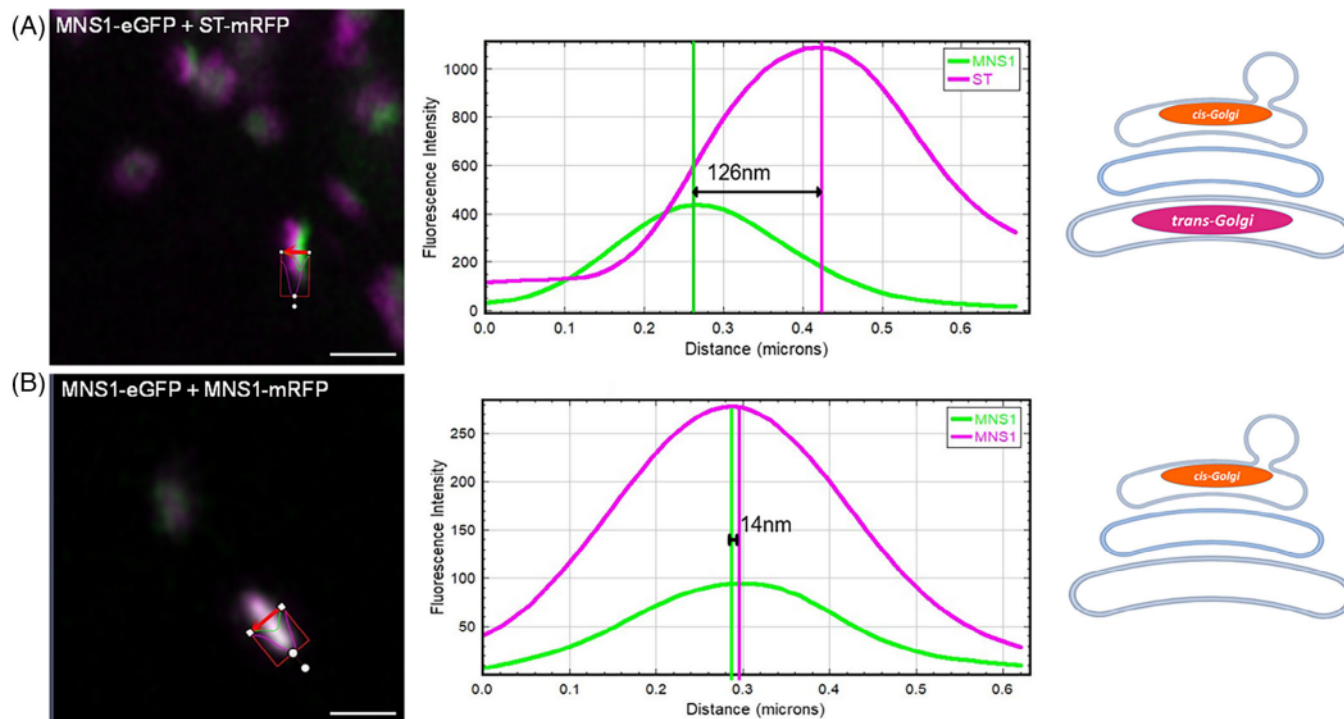 (A)
MNS1-eGFP + ST-mRFP
Fluorescence Intensity
1000
800
600
400
200
0
0.0 0.1 0.2 0.3 0.4 0.5 0.6
Distance (microns)
126nm
MNS1
ST
cis-Golgi
trans-Golgi
(B)
MNS1-eGFP + MNS1-mRFP
Fluorescence Intensity
250
200
150
100
50
0.0 0.1 0.2 0.3 0.4 0.5 0.6
Distance (microns)
14nm
MNS1
MNS1
cis-Golgi